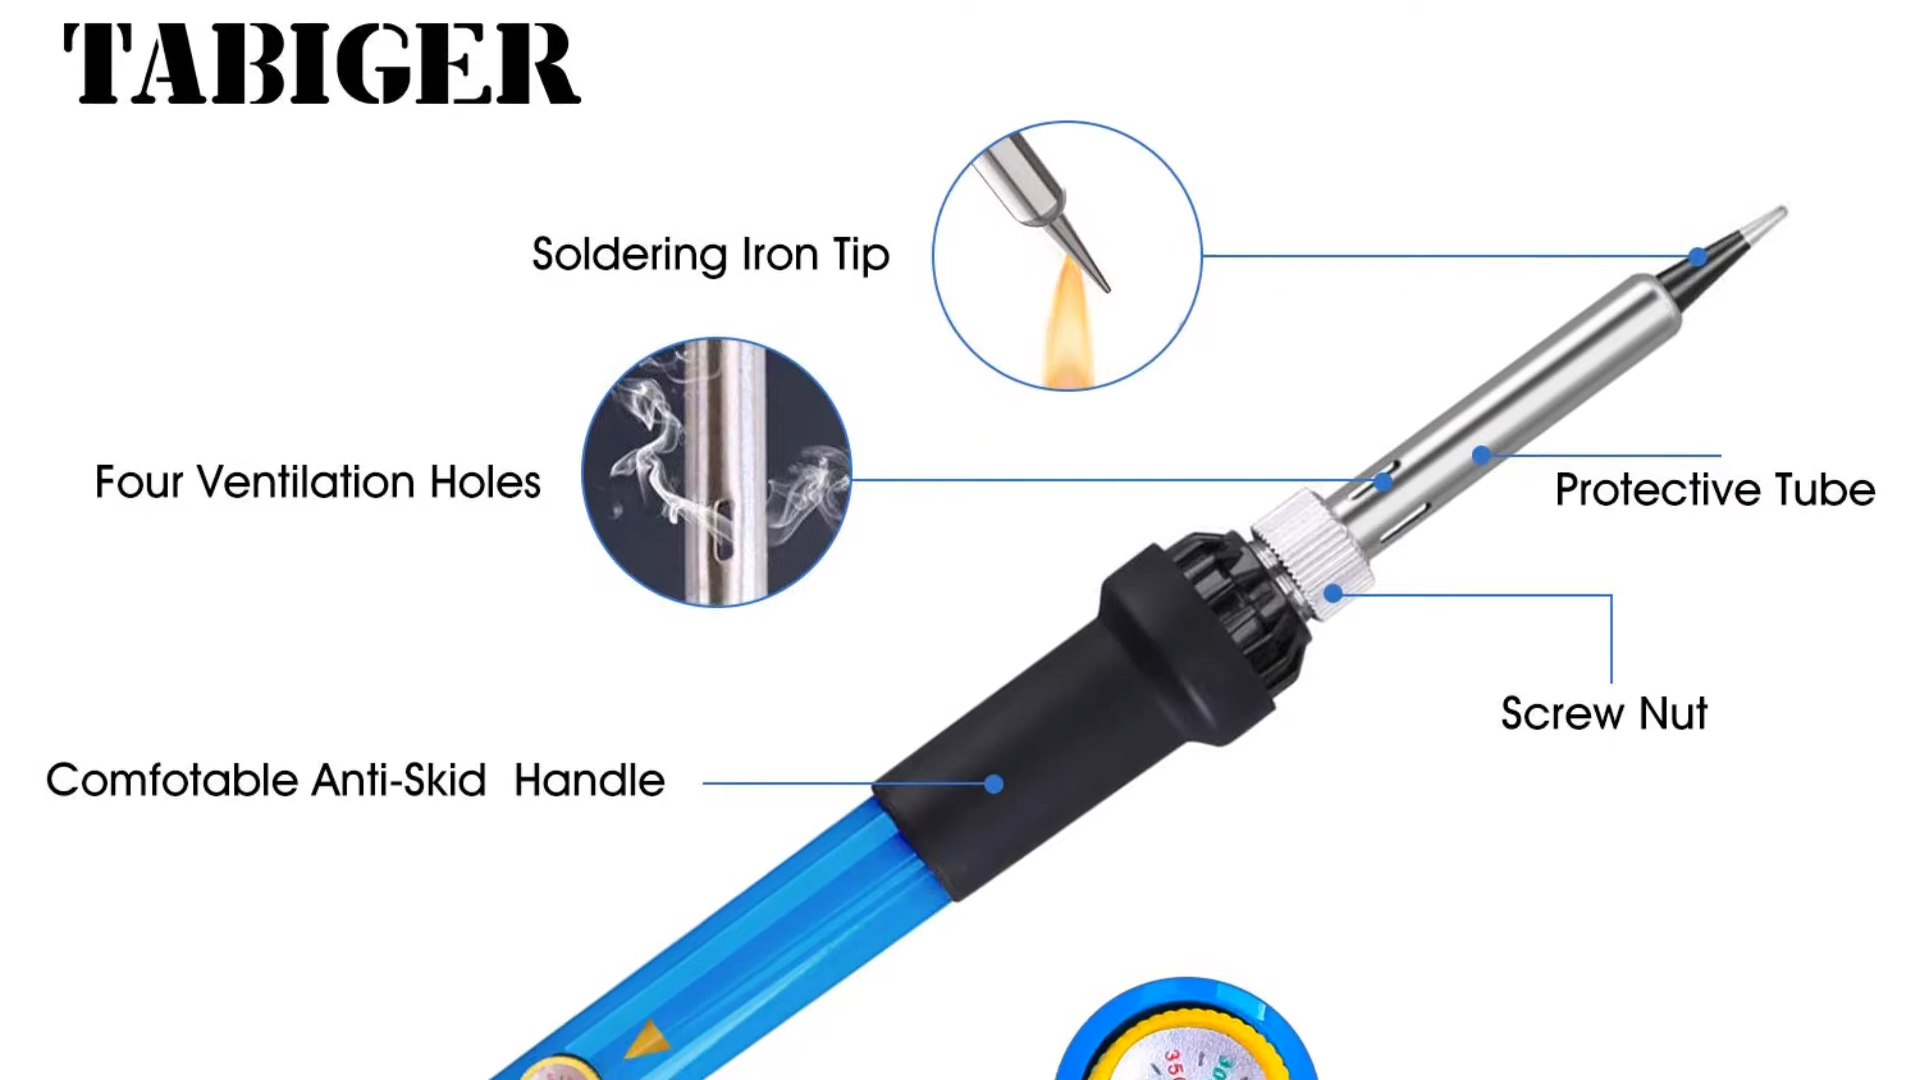 TABIGER
Soldering Iron Tip
Four Ventilation Holes
Protective Tube
Screw Nut
Comfotable Anti-Skid Handle